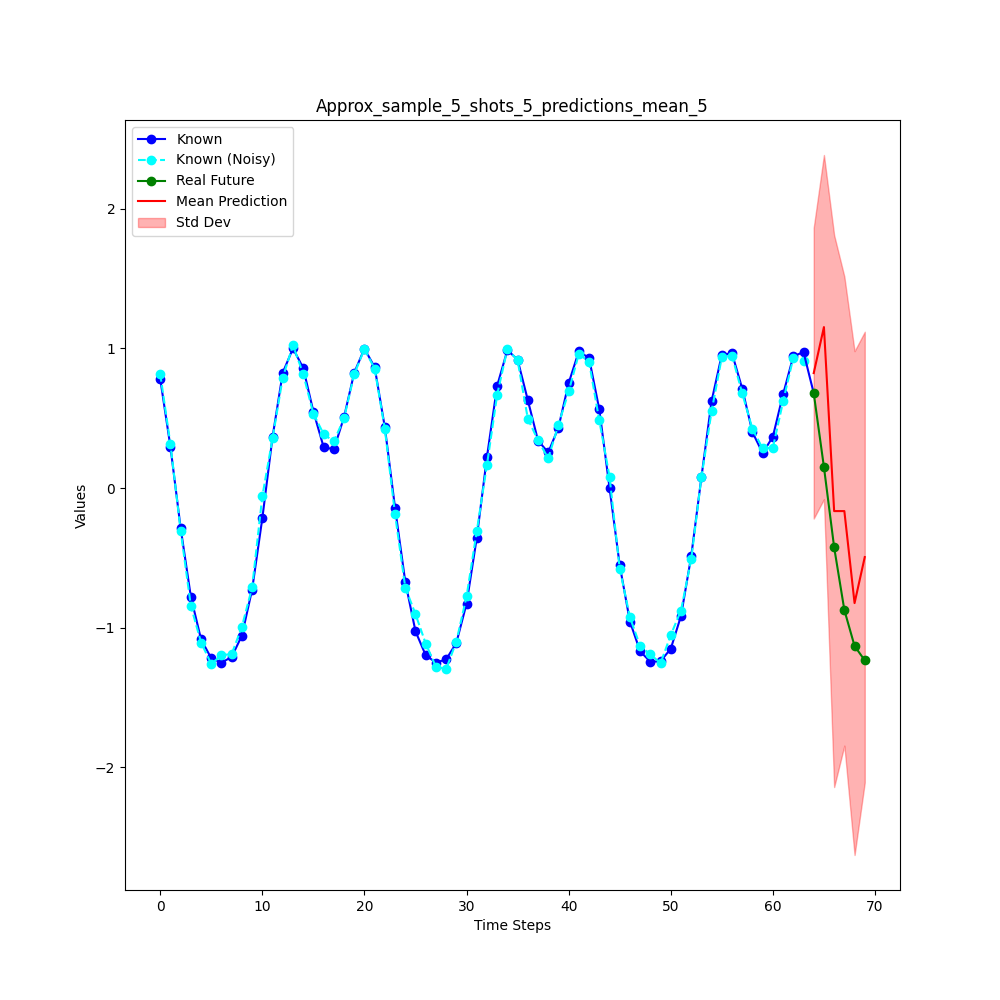 Approx_sample_5_shots_5_predictions_mean_5
Known
Known (Noisy)
Real Future
Mean Prediction
Std Dev
2
1
0
−1
−2
Values
0 10 20 30 40 50 60 70
Time Steps